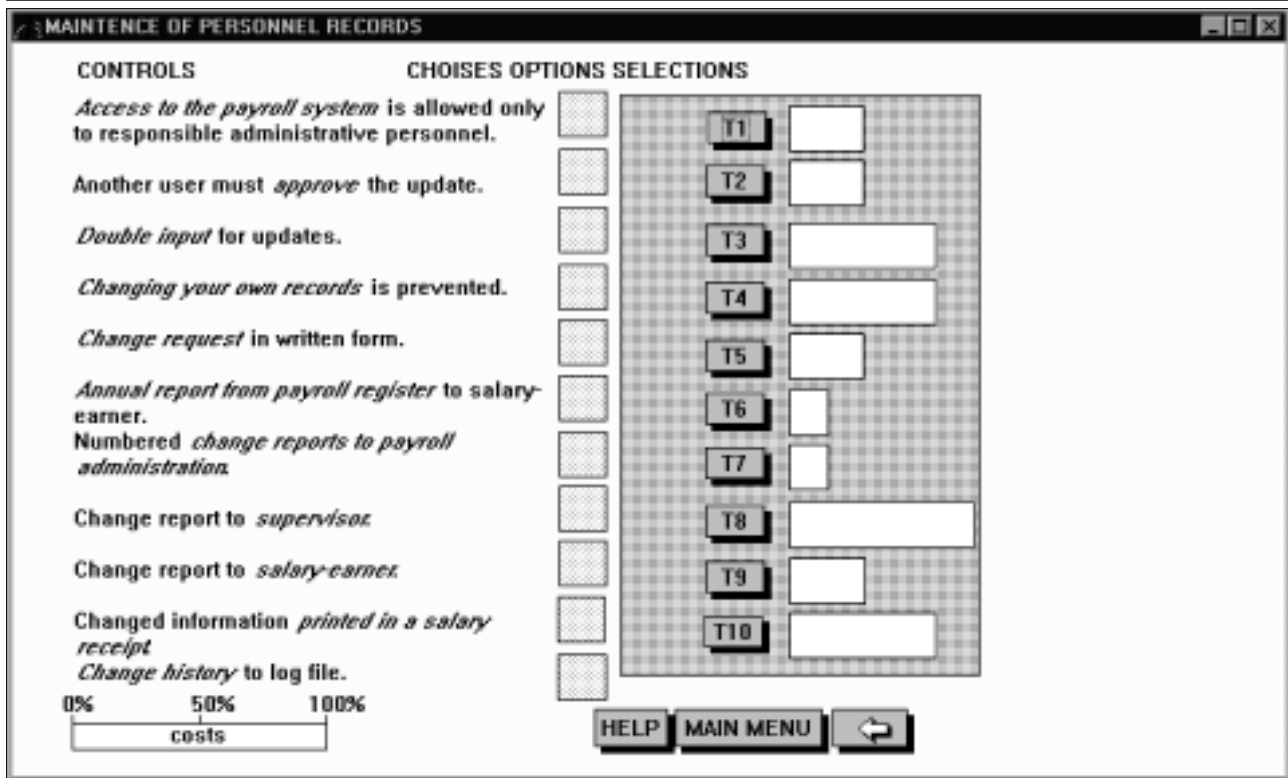 MAINTENCE OF PERSONNEL RECORDS
CONTROLS CHOISES OPTIONS SELECTIONS
Access to the payroll system is allowed only
to responsible administrative personnel.
Another user must approve the update.
Double input for updates.
Changing your own records is prevented.
Change request in written form.
Annual report from payroll register to salary-
earner.
Numbered change reports to payroll
administration.
Change report to supervisor.
Change report to salary-earner.
Changed information printed in a salary
receipt.
Change history to log file.
T1
T2
T3
T4
T5
T6
T7
T8
T9
T10
0% 50% 100%
costs
HELP MAIN MENU